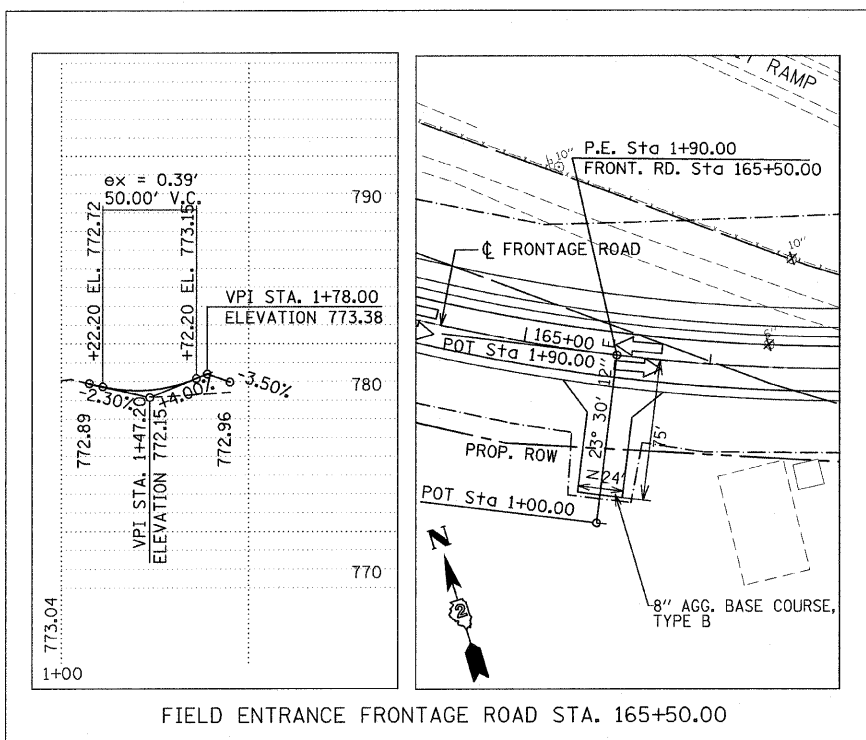 ex = 0.39'
50.00' V.C.
+22.20 EL. 772.72
+72.20 EL. 773.15
790
VPI STA. 1+78.00
ELEVATION 773.38
780
-2.30%
+4.00%
-3.50%
772.89
VPI STA. 1+47.20
ELEVATION 772.15
772.96
770
773.04
1+00
RAMP
10"
P.E. Sta 1+90.00
FRONT. RD. Sta 165+50.00
10"
℄ FRONTAGE ROAD
165+00
POT Sta 1+90.00
6"
N 23° 30' 12" E
75'
PROP. ROW
24'
POT Sta 1+00.00
N
2
8" AGG. BASE COURSE,
TYPE B
FIELD ENTRANCE FRONTAGE ROAD STA. 165+50.00